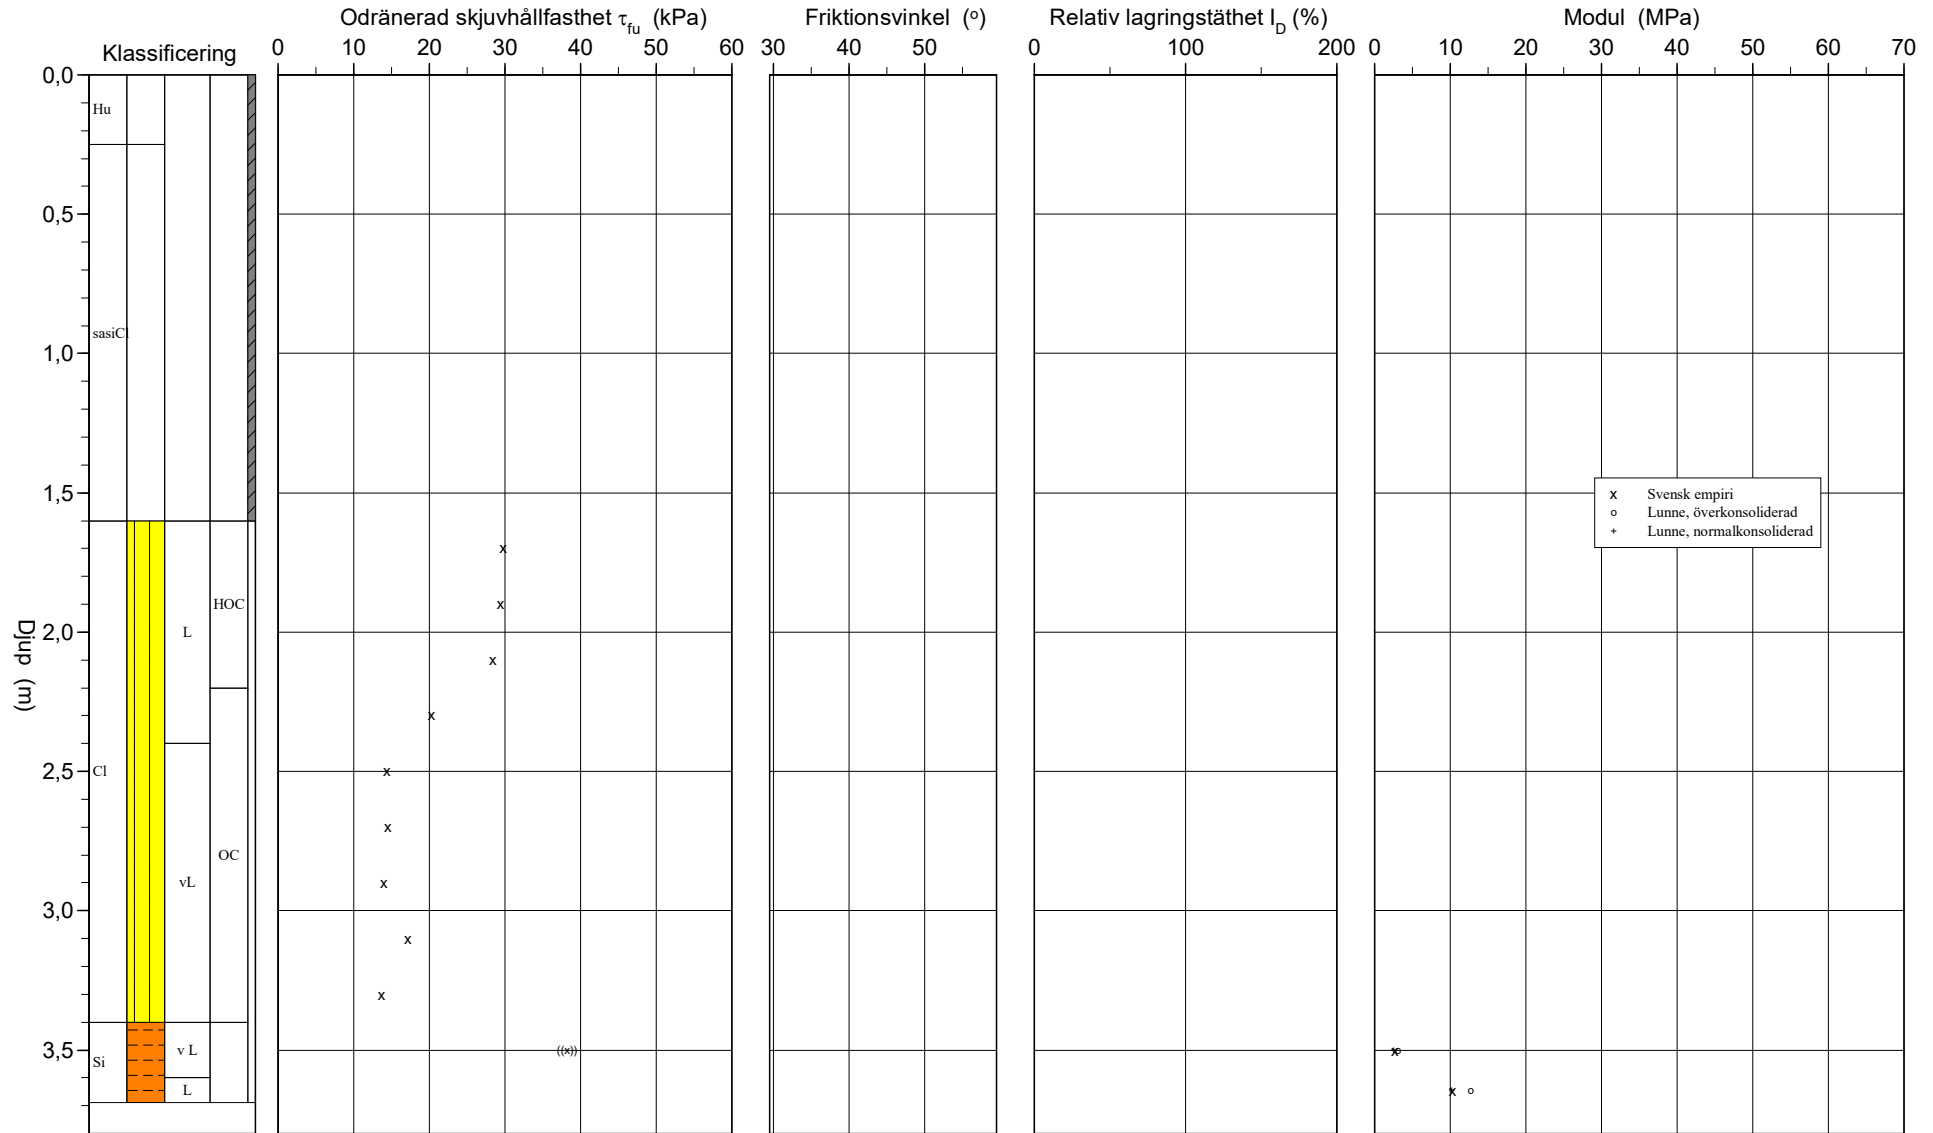 Odränerad skjuvhållfasthet τfu (kPa)
Friktionsvinkel (o)
Relativ lagringstäthet ID (%)
Modul (MPa)
Klassificering
0 10 20 30 40 50 60
30 40 50
0 100 200
0 10 20 30 40 50 60 70
0,0
Hu
0,5
sasiCl
1,0
1,5
x Svensk empiri
o Lunne, överkonsoliderad
+ Lunne, normalkonsoliderad
x
HOC
x
Djup (m)
2,0
L
x
x
2,5
Cl
x
x
OC
vL
x
3,0
x
x
3,5
v L
((x))
x
o
Si
L
x
o